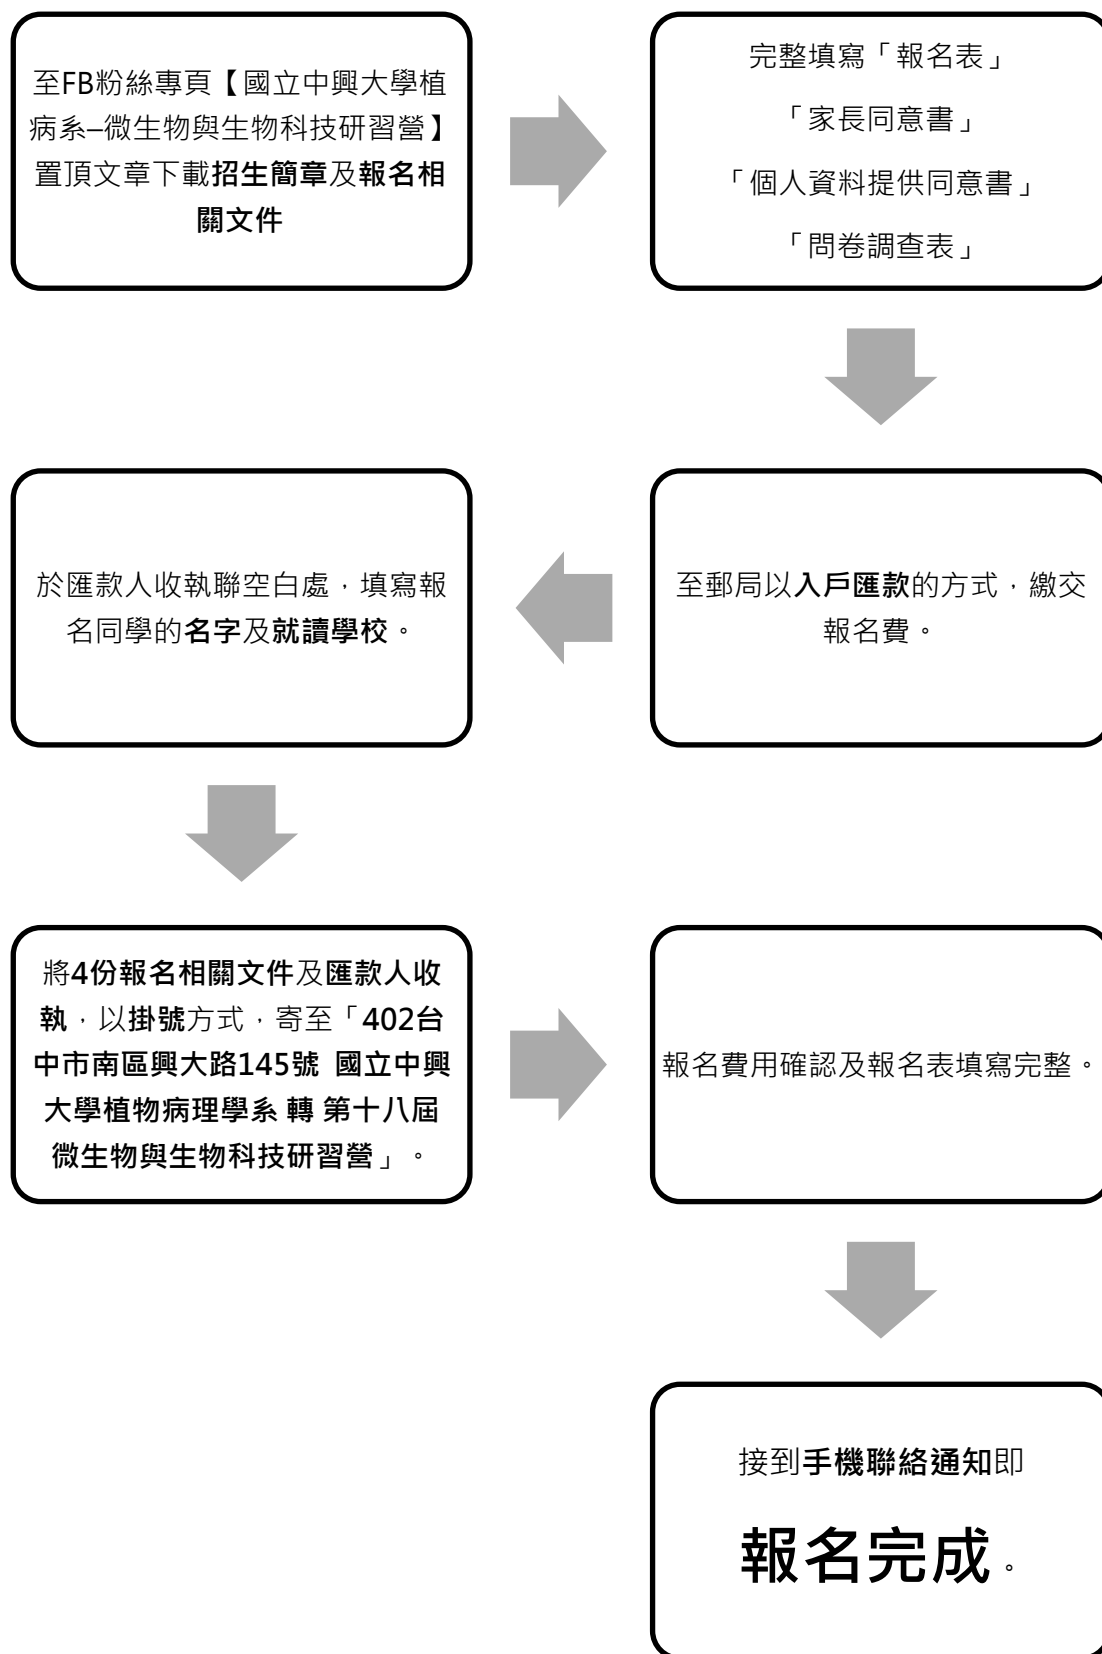 至FB粉絲專頁【國立中興大學植
病系–微生物與生物科技研習營】
置頂文章下載招生簡章及報名相
關文件
完整填寫「報名表」
「家長同意書」
「個人資料提供同意書」
「問卷調查表」
至郵局以入戶匯款的方式，繳交
報名費。
於匯款人收執聯空白處，填寫報
名同學的名字及就讀學校。
將4份報名相關文件及匯款人收
執，以掛號方式，寄至「402台
中市南區興大路145號 國立中興
大學植物病理學系 轉 第十八屆
微生物與生物科技研習營」。
報名費用確認及報名表填寫完整。
接到手機聯絡通知即
報名完成。